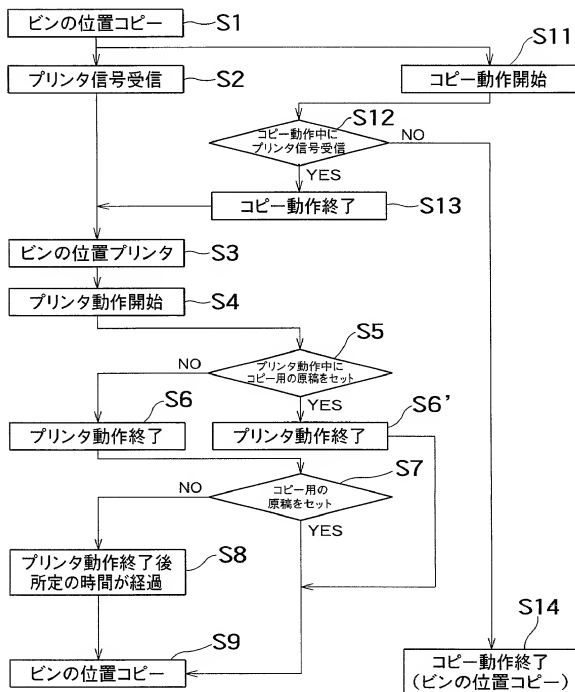 ビンの位置コピー
S1
プリンタ信号受信
S2
S11
コピー動作開始
S12
コピー動作中に
プリンタ信号受信
NO
YES
コピー動作終了
S13
ビンの位置プリンタ
S3
プリンタ動作開始
S4
S5
プリンタ動作中に
コピー用の原稿をセット
NO
YES
S6
プリンタ動作終了
S6'
プリンタ動作終了
S7
コピー用の
原稿をセット
NO
YES
プリンタ動作終了後
所定の時間が経過
S8
S9
ビンの位置コピー
S14
コピー動作終了
(ビンの位置コピー)